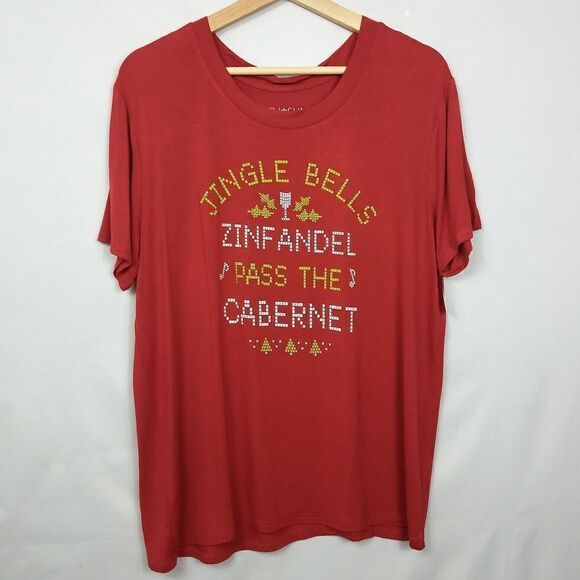 JINGLE BELLS
ZINFANDEL
PASS THE
CABERNET